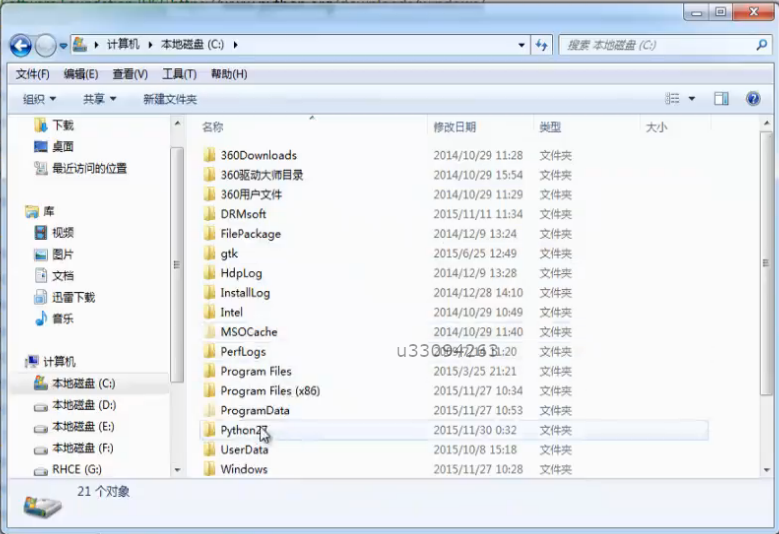 计算机 本地磁盘 (C:) 搜索 本地磁盘 (C:)
文件(F) 编辑(E) 查看(V) 工具(T) 帮助(H)
组织 共享 新建文件夹
下载
桌面
最近访问的位置
库
视频
图片
文档
迅雷下载
音乐
计算机
本地磁盘 (C:)
本地磁盘 (D:)
本地磁盘 (E:)
本地磁盘 (F:)
RHCE (G:)
名称 修改日期 类型 大小
360Downloads 2014/10/29 11:28 文件夹
360驱动大师目录 2014/10/29 15:54 文件夹
360用户文件 2014/10/29 11:29 文件夹
DRMsoft 2015/11/11 11:34 文件夹
FilePackage 2014/12/9 13:24 文件夹
gtk 2015/6/25 12:49 文件夹
HdpLog 2014/12/9 13:28 文件夹
InstallLog 2014/12/28 14:10 文件夹
Intel 2014/10/29 10:49 文件夹
MSOCache 2014/10/29 11:40 文件夹
PerfLogs 11:20 文件夹
u33094263
Program Files 2015/3/25 21:21 文件夹
Program Files (x86) 2015/11/27 10:34 文件夹
ProgramData 2015/11/27 10:53 文件夹
Python27 2015/11/30 0:32 文件夹
UserData 2015/10/8 15:18 文件夹
Windows 2015/11/27 10:28 文件夹
21 个对象